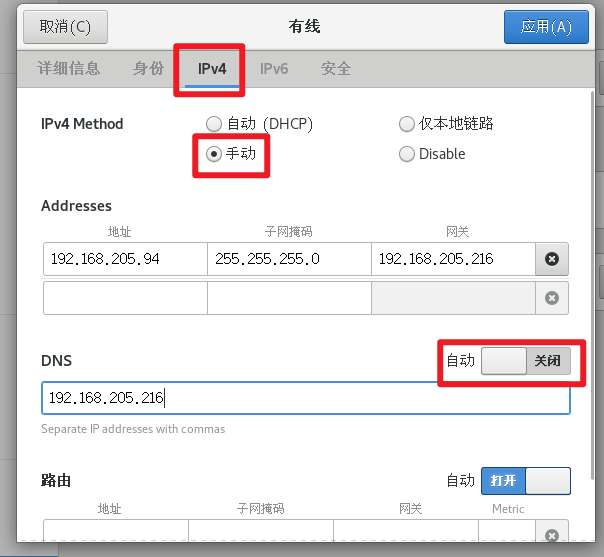 取消(C) 有线 应用(A)
详细信息 身份 IPv4 IPv6 安全
IPv4 Method 自动 (DHCP) 仅本地链路
手动 Disable
Addresses
地址 子网掩码 网关
192.168.205.94 255.255.255.0 192.168.205.216
DNS 自动 关闭
192.168.205.216
Separate IP addresses with commas
路由 自动 打开
地址 子网掩码 网关 Metric